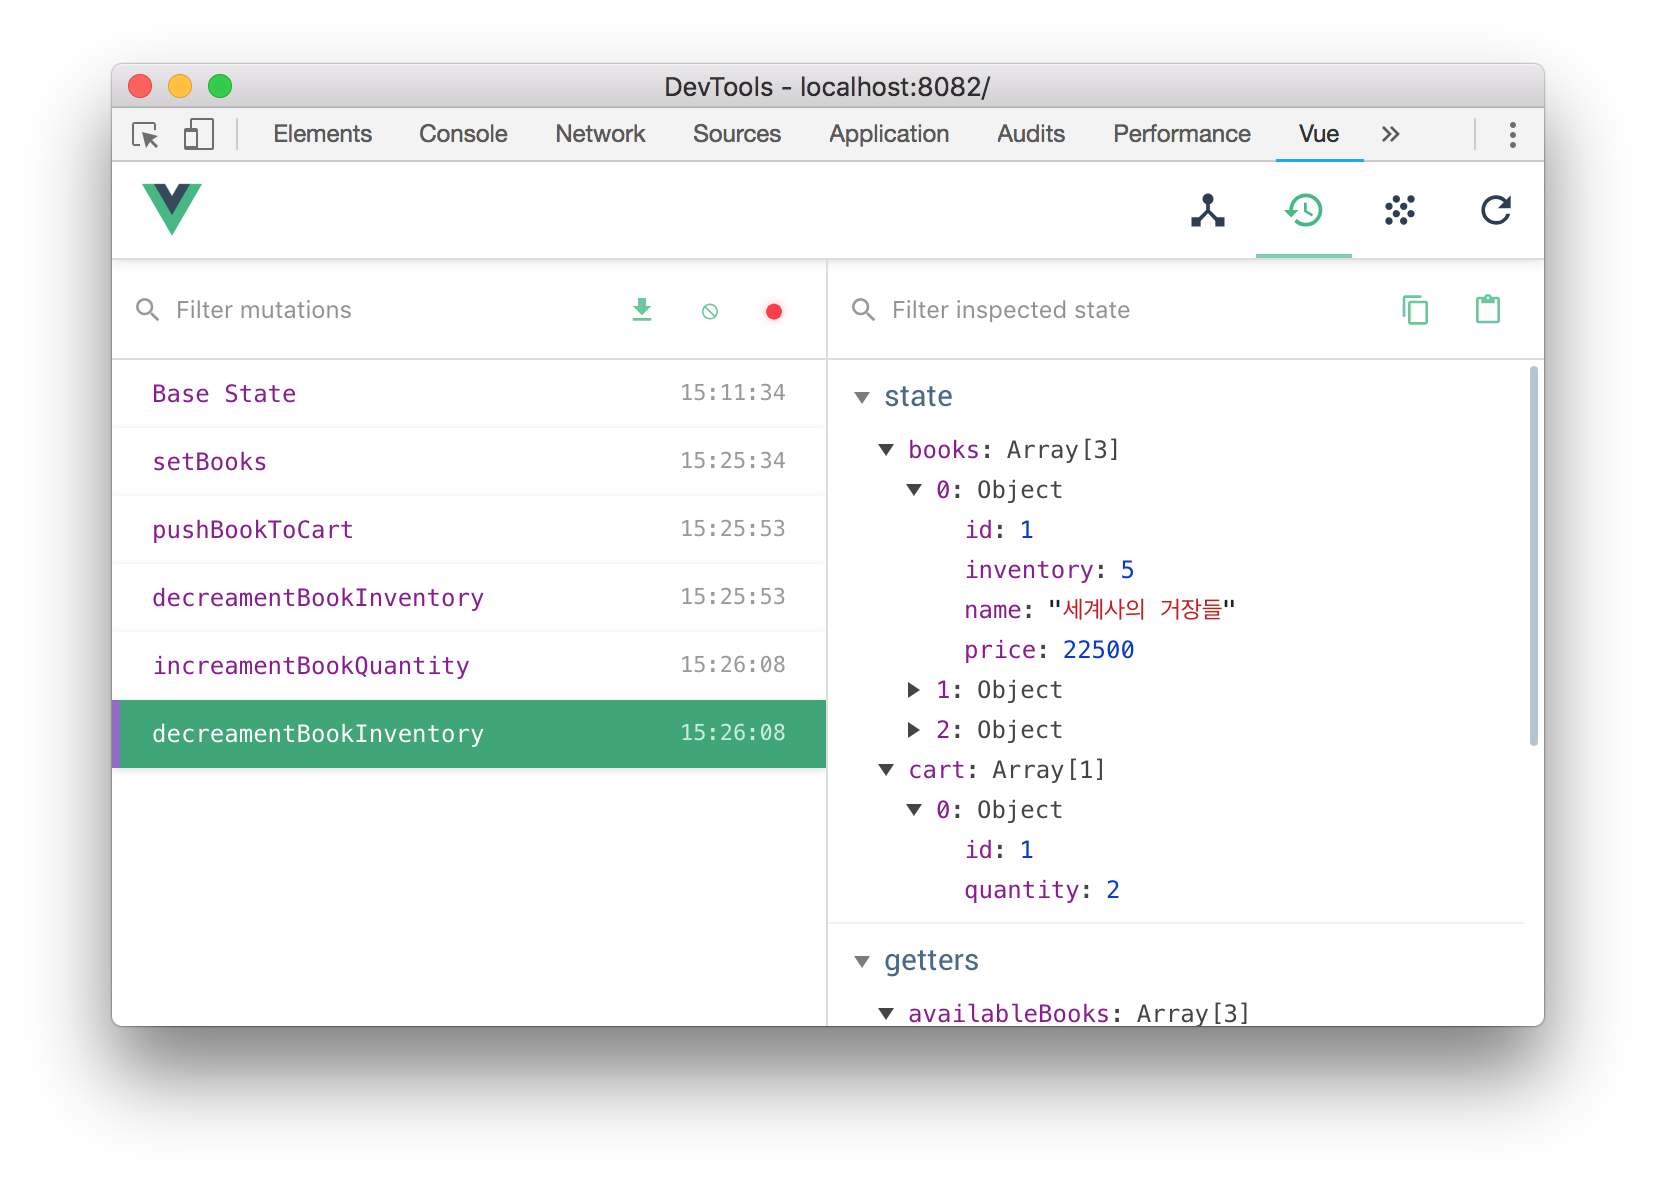 DevTools - localhost:8082/
Elements Console Network Sources Application Audits Performance Vue »
Filter mutations
Base State 15:11:34
setBooks 15:25:34
pushBookToCart 15:25:53
decreamentBookInventory 15:25:53
increamentBookQuantity 15:26:08
decreamentBookInventory 15:26:08
Filter inspected state
state
books: Array[3]
0: Object
id: 1
inventory: 5
name: "세계사의 거장들"
price: 22500
1: Object
2: Object
cart: Array[1]
0: Object
id: 1
quantity: 2
getters
availableBooks: Array[3]